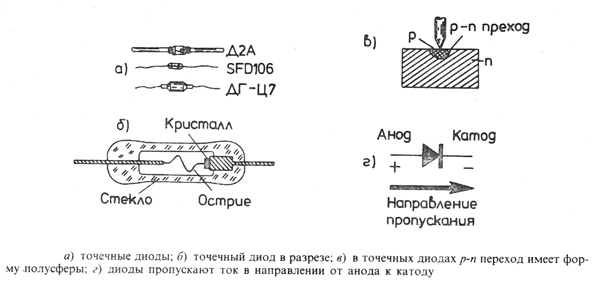 а)
Д2А
SFD106
ДГ-Ц7
б)
Кристалл
Стекло
Острие
в)
р
р-п преход
п
Анод
Катод
г)
+
−
Направление
пропускания
а) точечные диоды; б) точечный диод в разрезе; в) в точечных диодах р-п переход имеет фор-
му полусферы; г) диоды пропускают ток в направлении от анода к катоду